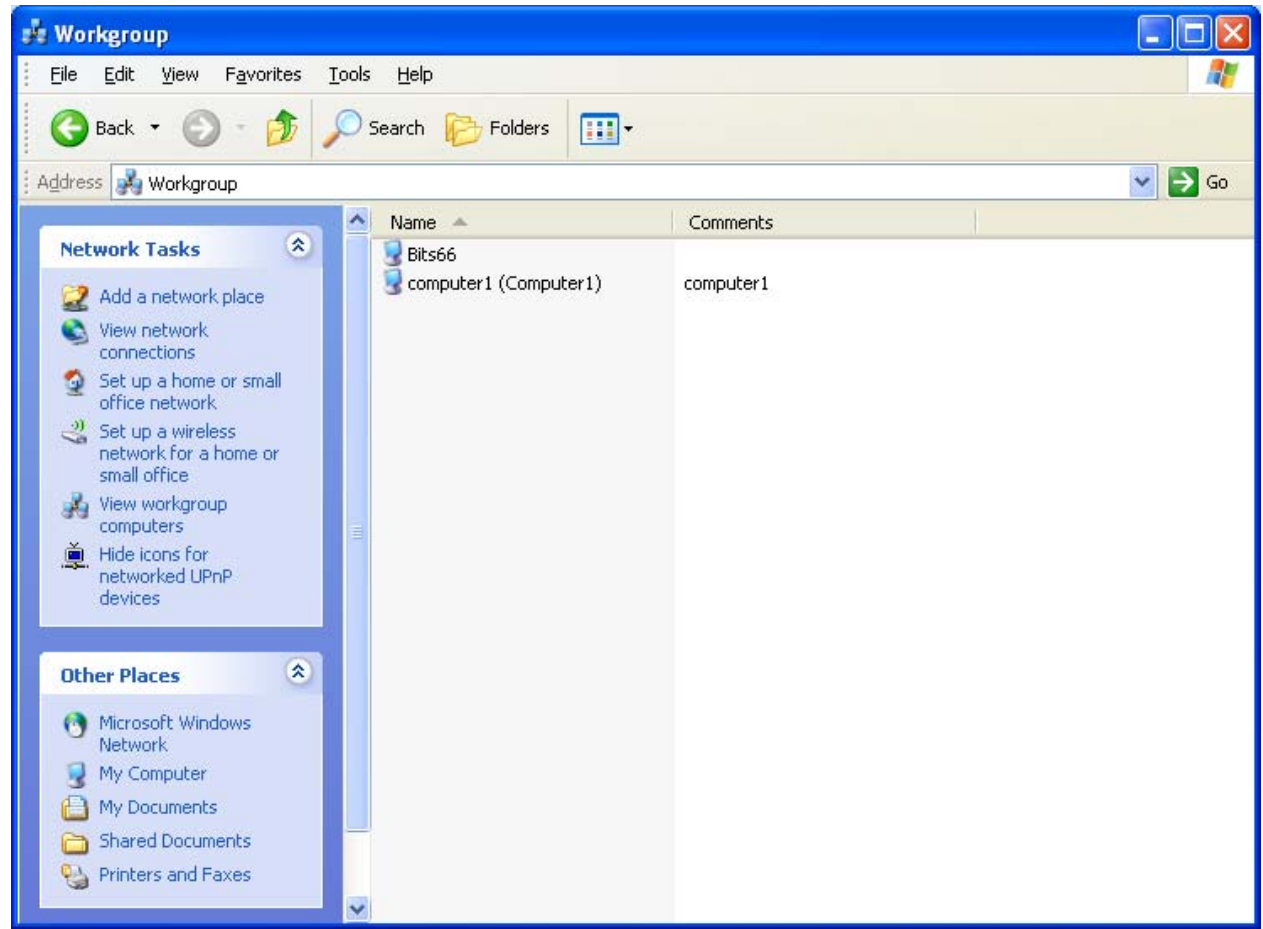 Workgroup
File Edit View Favorites Tools Help
Back Search Folders
Address Workgroup Go
Name Comments
Network Tasks
Bits66
computer1 (Computer1) computer1
Add a network place
View network
connections
Set up a home or small
office network
Set up a wireless
network for a home or
small office
View workgroup
computers
Hide icons for
networked UPnP
devices
Other Places
Microsoft Windows
Network
My Computer
My Documents
Shared Documents
Printers and Faxes